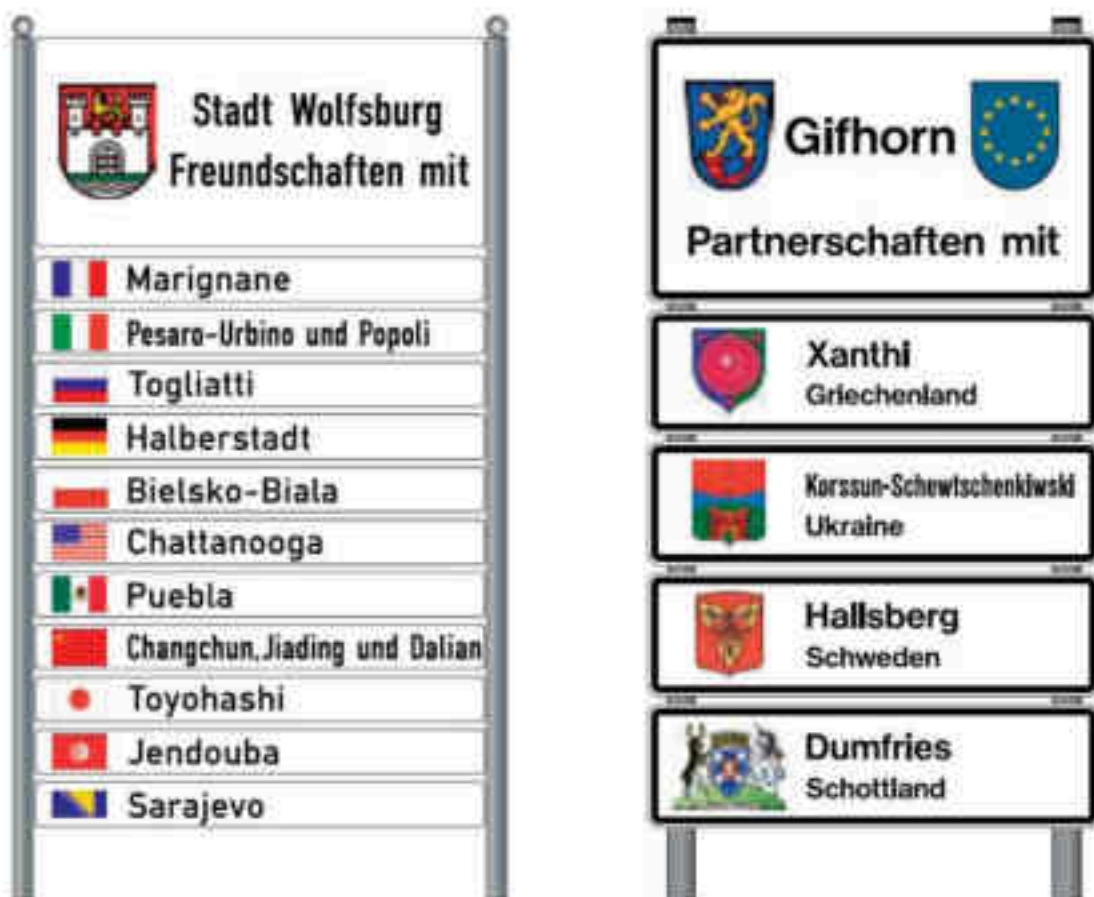 Stadt Wolfsburg
Freundschaften mit
Marignane
Pesaro-Urbino und Popoli
Togliatti
Halberstadt
Bielsko-Biala
Chattanooga
Puebla
Changchun,Jiading und Dalian
Toyohashi
Jendouba
Sarajevo
Gifhorn
Partnerschaften mit
Xanthi
Griechenland
Korssun-Schewtschenkiwski
Ukraine
Hallsberg
Schweden
Dumfries
Schottland